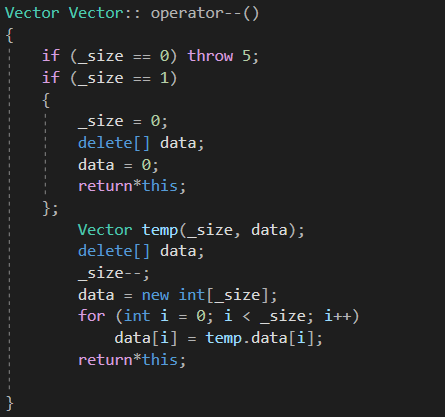 Vector Vector:: operator--()
{
    if (_size == 0) throw 5;
    if (_size == 1)
    {
        _size = 0;
        delete[] data;
        data = 0;
        return*this;
    };
        Vector temp(_size, data);
        delete[] data;
        _size--;
        data = new int[_size];
        for (int i = 0; i < _size; i++)
            data[i] = temp.data[i];
        return*this;
}